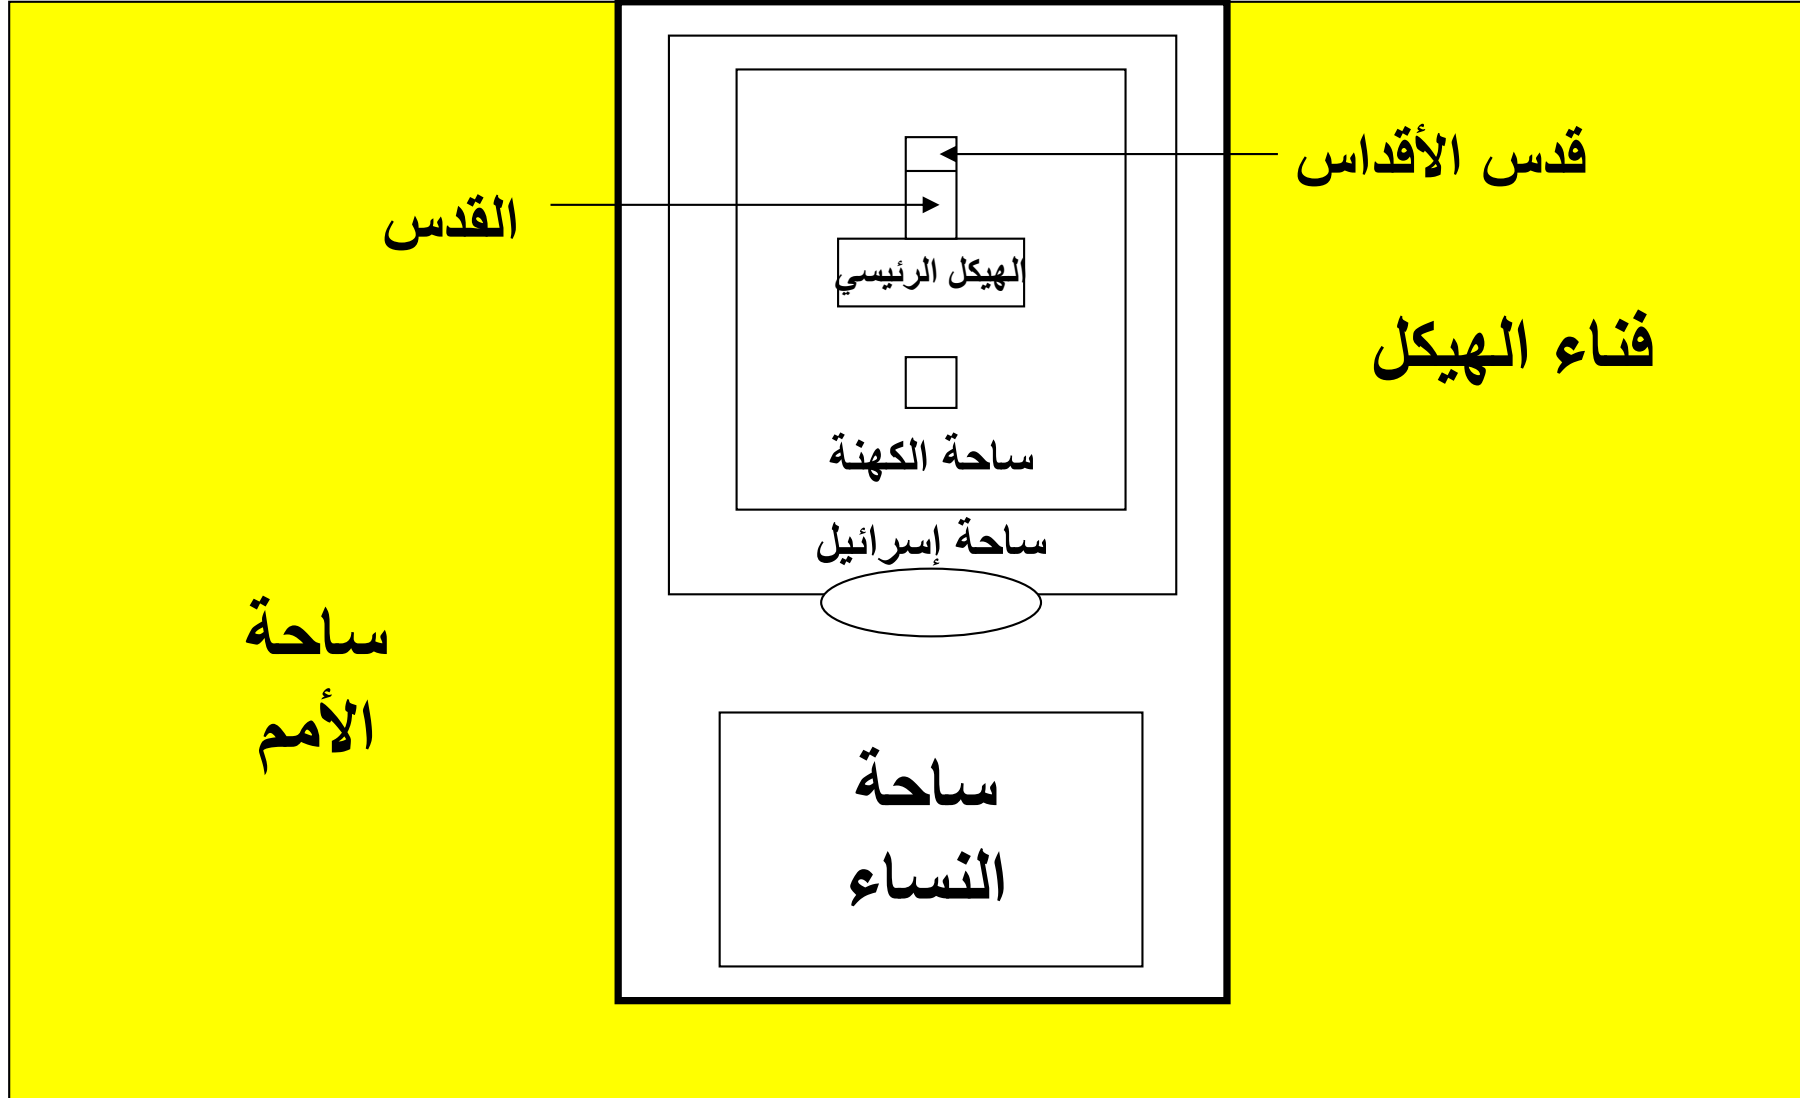 قدس الأقداس
القدس
الهيكل الرئيسي
فناء الهيكل
ساحة الكهنة
ساحة إسرائيل
ساحة
الأمم
ساحة
النساء